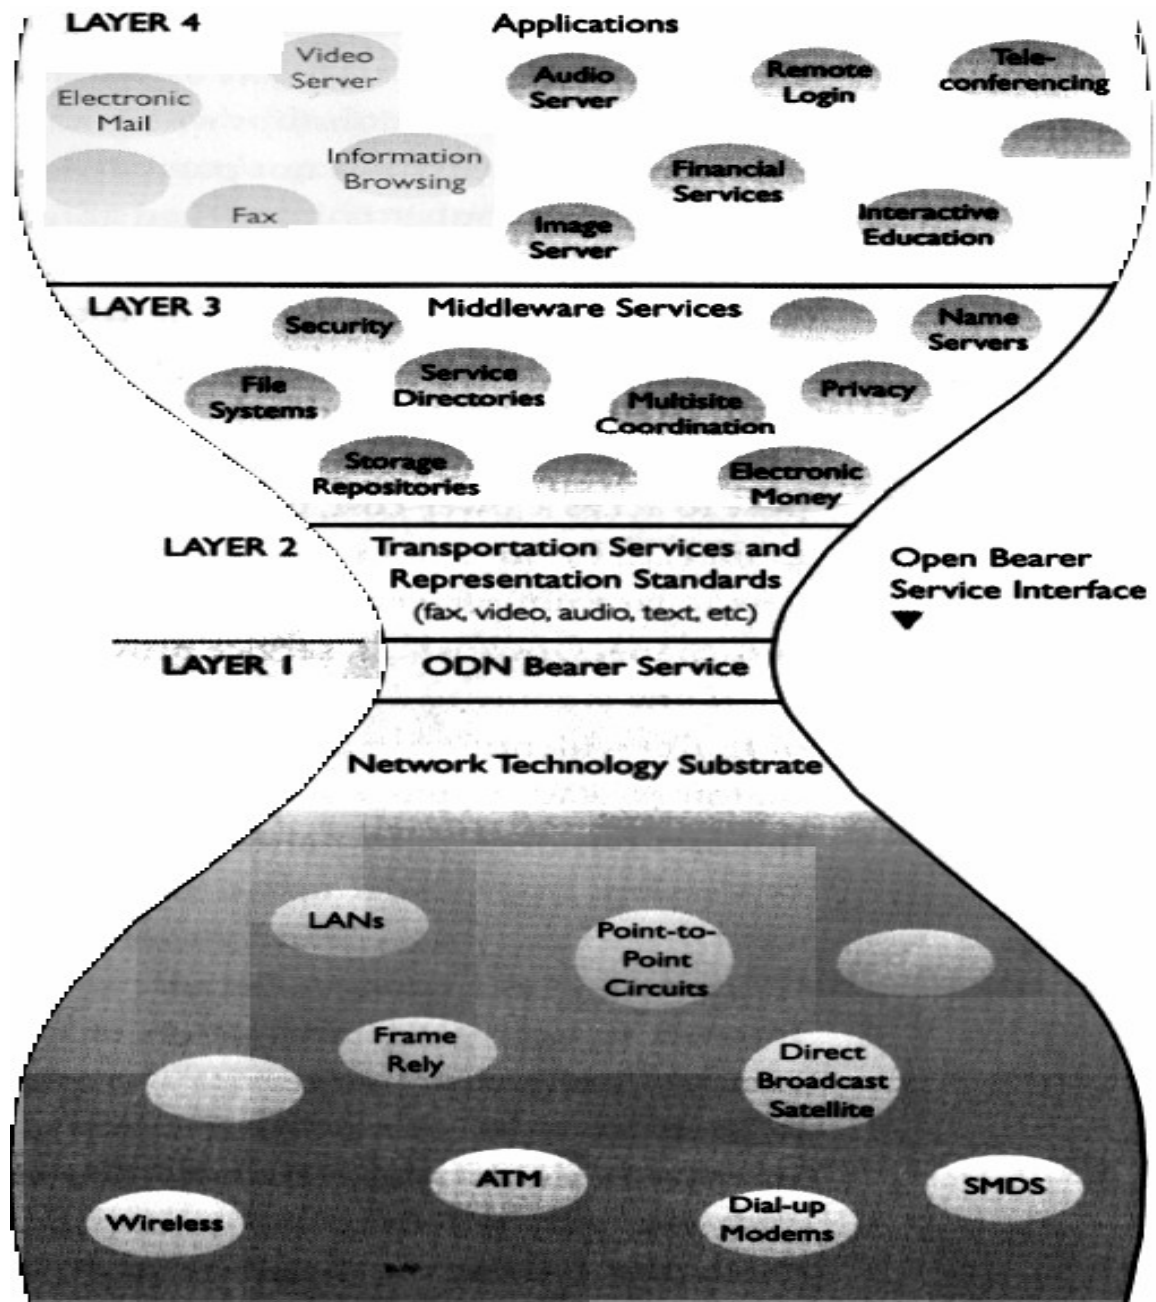 LAYER 4
Applications
Video
Server
Electronic
Mail
Audio
Server
Remote
Login
Tele-
conferencing
Information
Browsing
Financial
Services
Fax
Image
Server
Interactive
Education
LAYER 3
Middleware Services
Security
Name
Servers
File
Systems
Service
Directories
Multisite
Coordination
Privacy
Storage
Repositories
Electronic
Money
LAYER 2
Transportation Services and
Representation Standards
(fax, video, audio, text, etc)
Open Bearer
Service Interface
LAYER 1
ODN Bearer Service
Network Technology Substrate
LANs
Point-to-
Point
Circuits
Frame
Rely
Direct
Broadcast
Satellite
ATM
SMDS
Wireless
Dial-up
Modems